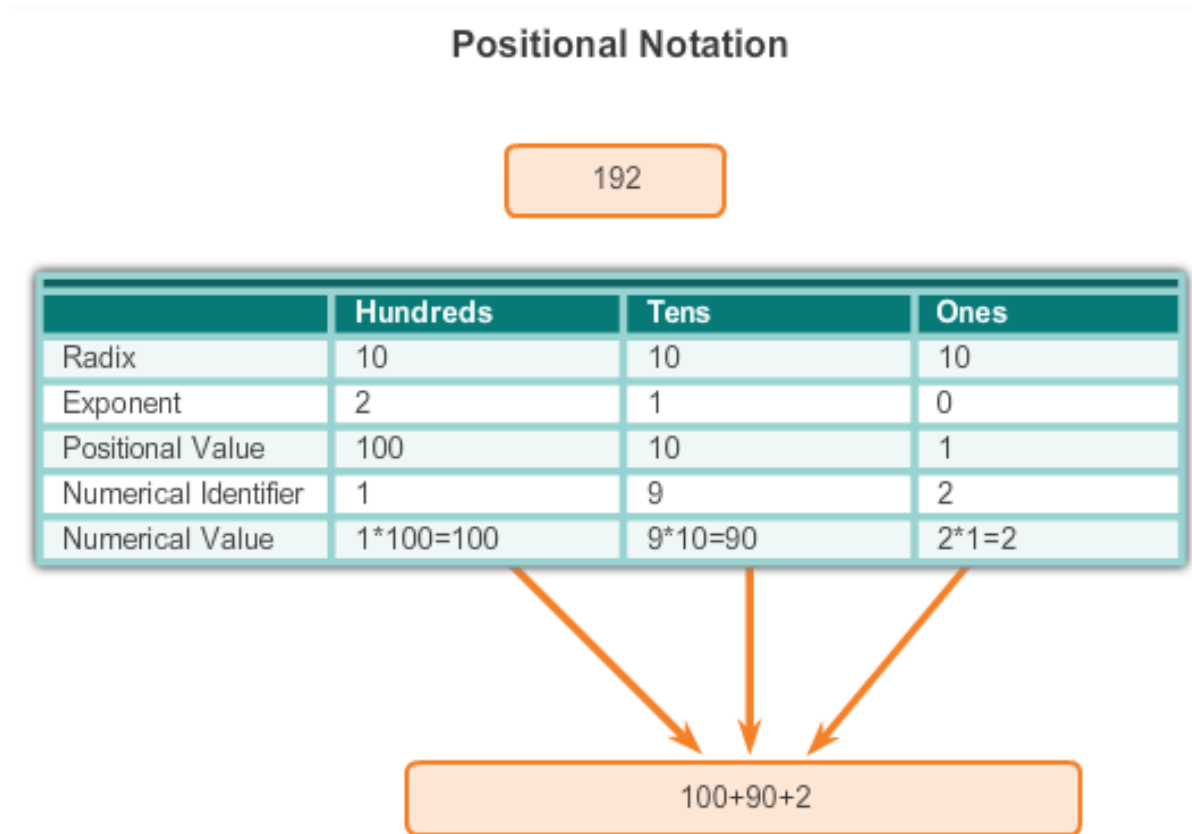 Positional Notation
192
Hundreds Tens Ones
Radix 10 10 10
Exponent 2 1 0
Positional Value 100 10 1
Numerical Identifier 1 9 2
Numerical Value 1*100=100 9*10=90 2*1=2
100+90+2